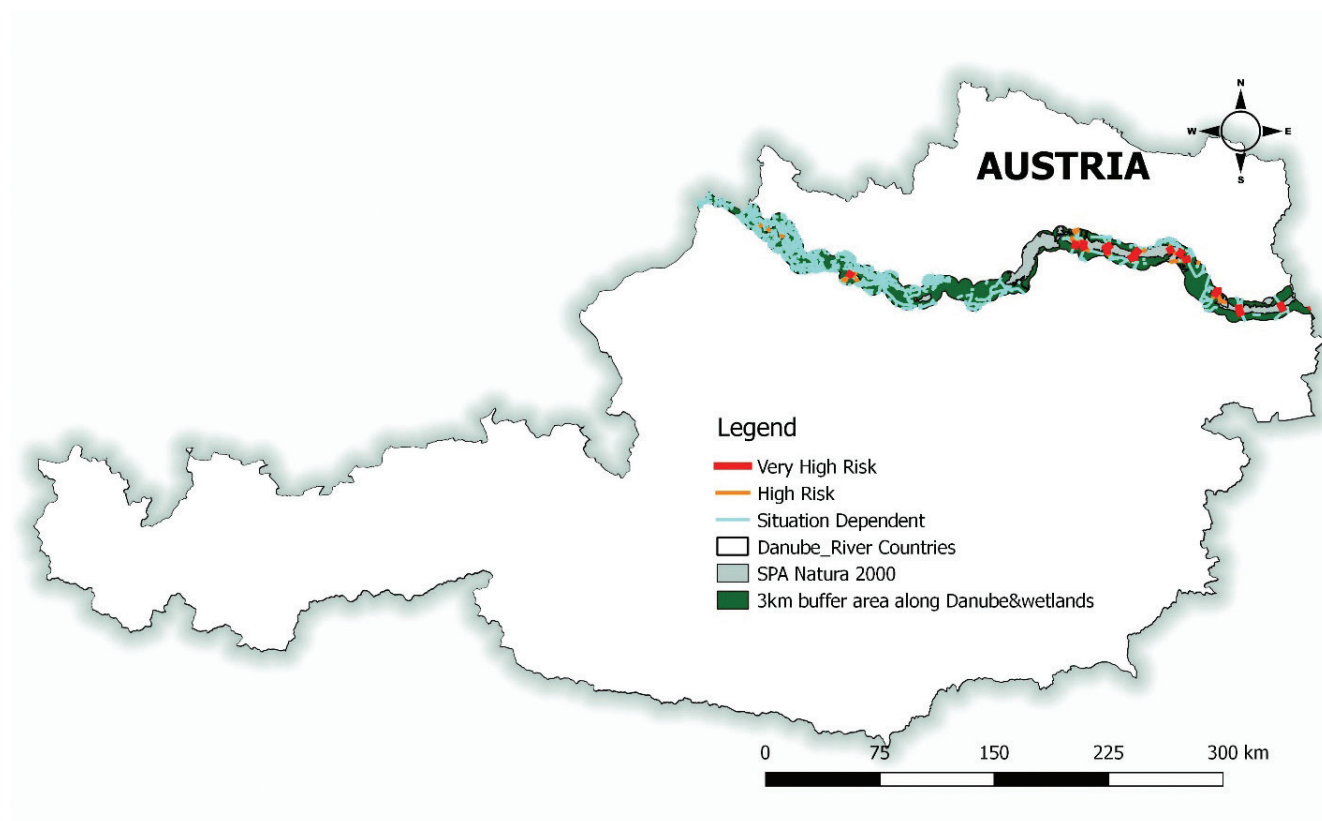 N
W E
S
AUSTRIA
Legend
Very High Risk
High Risk
Situation Dependent
Danube_River Countries
SPA Natura 2000
3km buffer area along Danube&wetlands
0 75 150 225 300 km